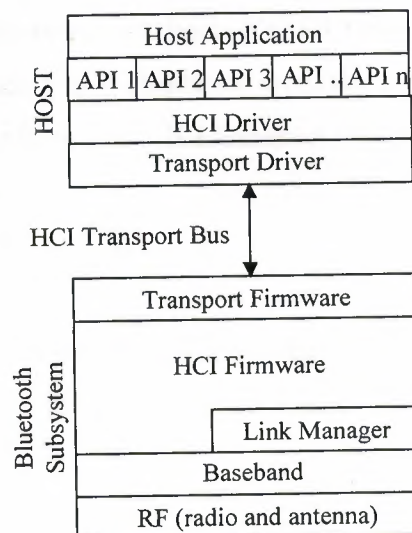 Host Application
API 1 API 2 API 3 API .. API n
HCI Driver
Transport Driver
HOST
HCI Transport Bus
Transport Firmware
HCI Firmware
Link Manager
Baseband
RF (radio and antenna)
Bluetooth
Subsystem